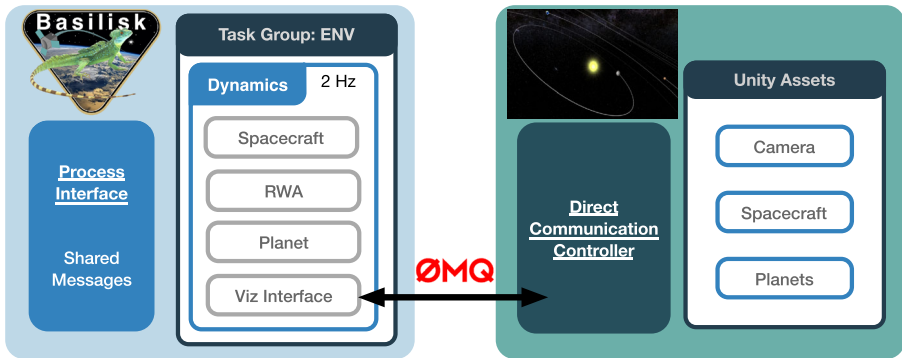 Basilisk
Task Group: ENV
Dynamics
2 Hz
Spacecraft
RWA
Planet
Viz Interface
Process
Interface
Shared
Messages
ØMQ
Direct
Communication
Controller
Unity Assets
Camera
Spacecraft
Planets